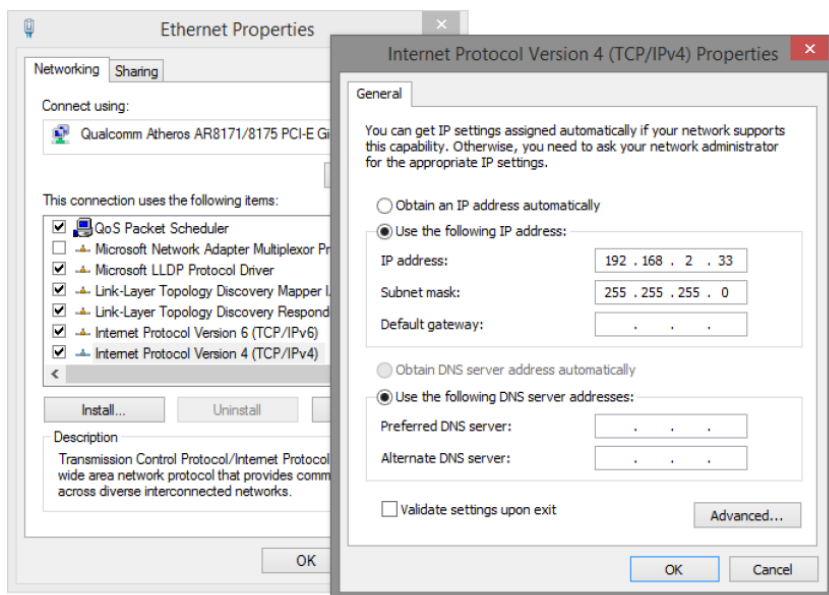 Ethernet Properties
Networking
Sharing
Connect using:
Qualcomm Atheros AR8171/8175 PCI-E Gi
This connection uses the following items:
QoS Packet Scheduler
Microsoft Network Adapter Multiplexor Pr
Microsoft LLDP Protocol Driver
Link-Layer Topology Discovery Mapper I.
Link-Layer Topology Discovery Respond
Internet Protocol Version 6 (TCP/IPv6)
Internet Protocol Version 4 (TCP/IPv4)
Install...
Uninstall
Description
Transmission Control Protocol/Internet Protocol
wide area network protocol that provides comm
across diverse interconnected networks.
OK
Internet Protocol Version 4 (TCP/IPv4) Properties
General
You can get IP settings assigned automatically if your network supports
this capability. Otherwise, you need to ask your network administrator
for the appropriate IP settings.
Obtain an IP address automatically
Use the following IP address:
IP address: 192 . 168 . 2 . 33
Subnet mask: 255 . 255 . 255 . 0
Default gateway: . . .
Obtain DNS server address automatically
Use the following DNS server addresses:
Preferred DNS server: . . .
Alternate DNS server: . . .
Validate settings upon exit
Advanced...
OK
Cancel